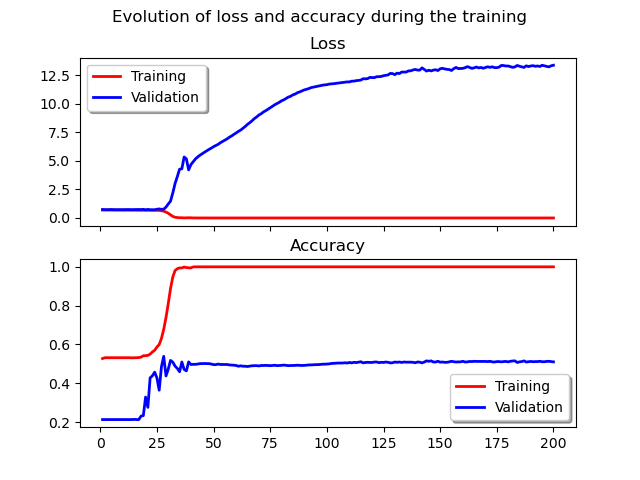 Evolution of loss and accuracy during the training
Loss
12.5
10.0
7.5
5.0
2.5
0.0
Training
Validation
Accuracy
1.0
0.8
0.6
0.4
0.2
Training
Validation
0 25 50 75 100 125 150 175 200